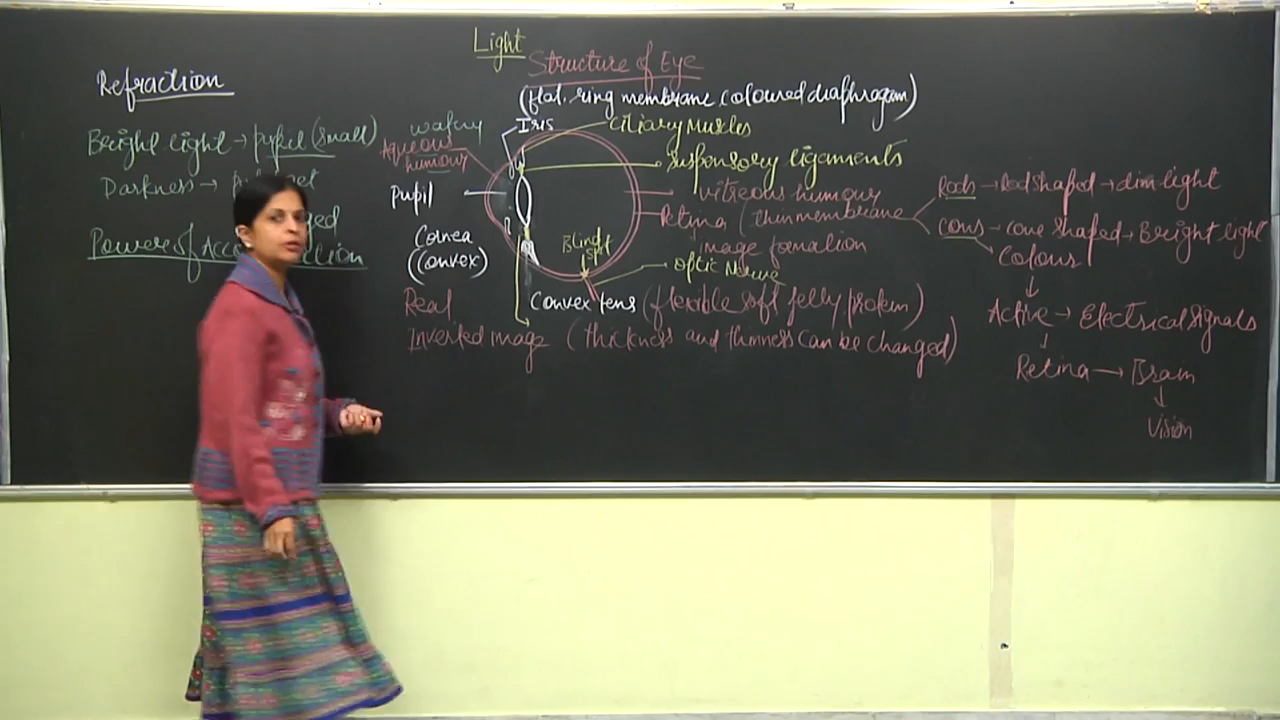 Light
Structure of Eye
Refraction
(flat, ring membrane, coloured diaphragm)
Bright light → pupil (small)
Darkness →
Power of
watery
Aqueous
humour
Iris
Ciliary Muscles
Suspensory ligaments
Pupil
Vitreous humour
Retina (thin membrane
image formation
Cornea
(Convex)
Blind
spot
Optic Nerve
Real
Convex lens (flexible soft jelly protein)
Inverted image (thickness and thinness can be changed)
Rods → Rod shaped → dim light
Cons → cone shaped → Bright light
Colour
↓
Active → Electrical signals
↓
Retina → Brain
↓
Vision